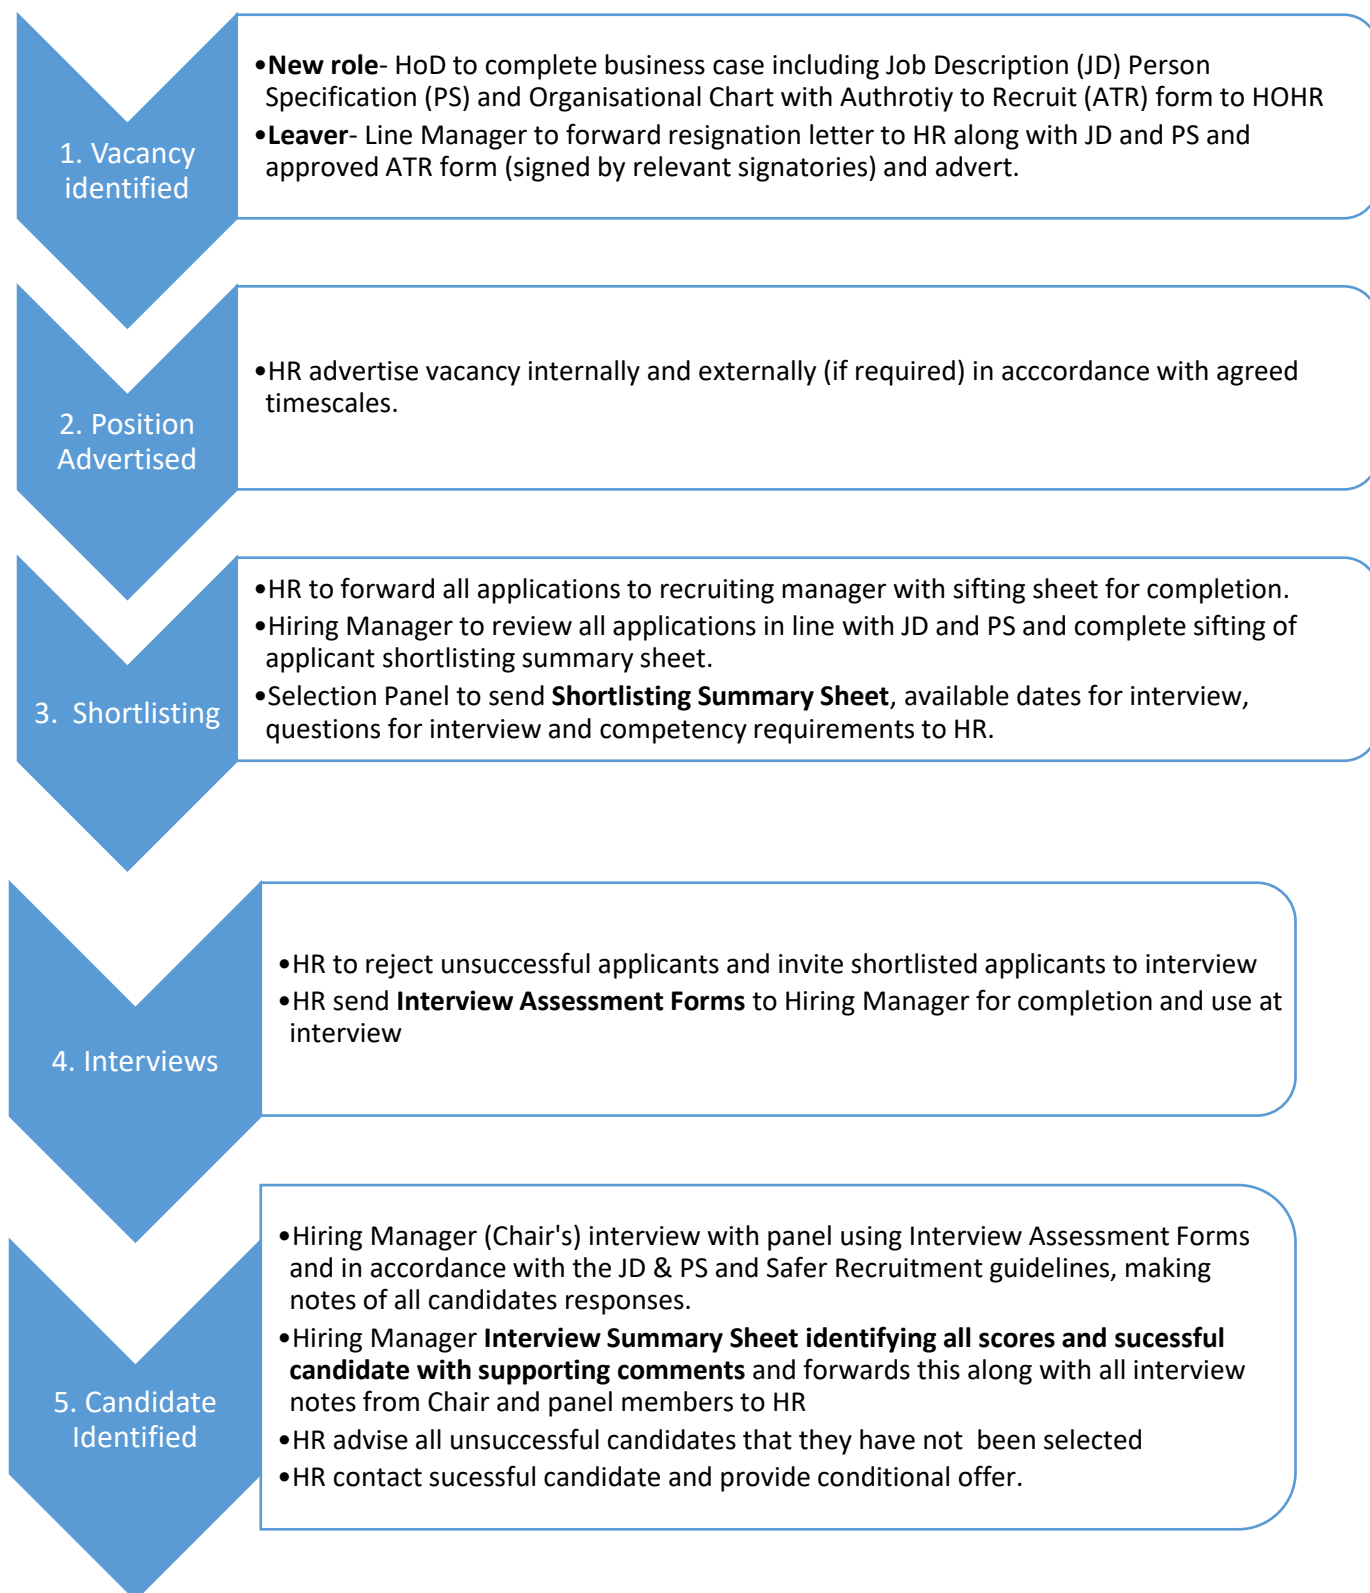 1. Vacancy
identified
•New role- HoD to complete business case including Job Description (JD) Person
Specification (PS) and Organisational Chart with Authrotiy to Recruit (ATR) form to HOHR
•Leaver- Line Manager to forward resignation letter to HR along with JD and PS and
approved ATR form (signed by relevant signatories) and advert.
2. Position
Advertised
•HR advertise vacancy internally and externally (if required) in acccordance with agreed
timescales.
3. Shortlisting
•HR to forward all applications to recruiting manager with sifting sheet for completion.
•Hiring Manager to review all applications in line with JD and PS and complete sifting of
applicant shortlisting summary sheet.
•Selection Panel to send Shortlisting Summary Sheet, available dates for interview,
questions for interview and competency requirements to HR.
4. Interviews
•HR to reject unsuccessful applicants and invite shortlisted applicants to interview
•HR send Interview Assessment Forms to Hiring Manager for completion and use at
interview
5. Candidate
Identified
•Hiring Manager (Chair's) interview with panel using Interview Assessment Forms
and in accordance with the JD & PS and Safer Recruitment guidelines, making
notes of all candidates responses.
•Hiring Manager Interview Summary Sheet identifying all scores and sucessful
candidate with supporting comments and forwards this along with all interview
notes from Chair and panel members to HR
•HR advise all unsuccessful candidates that they have not been selected
•HR contact sucessful candidate and provide conditional offer.